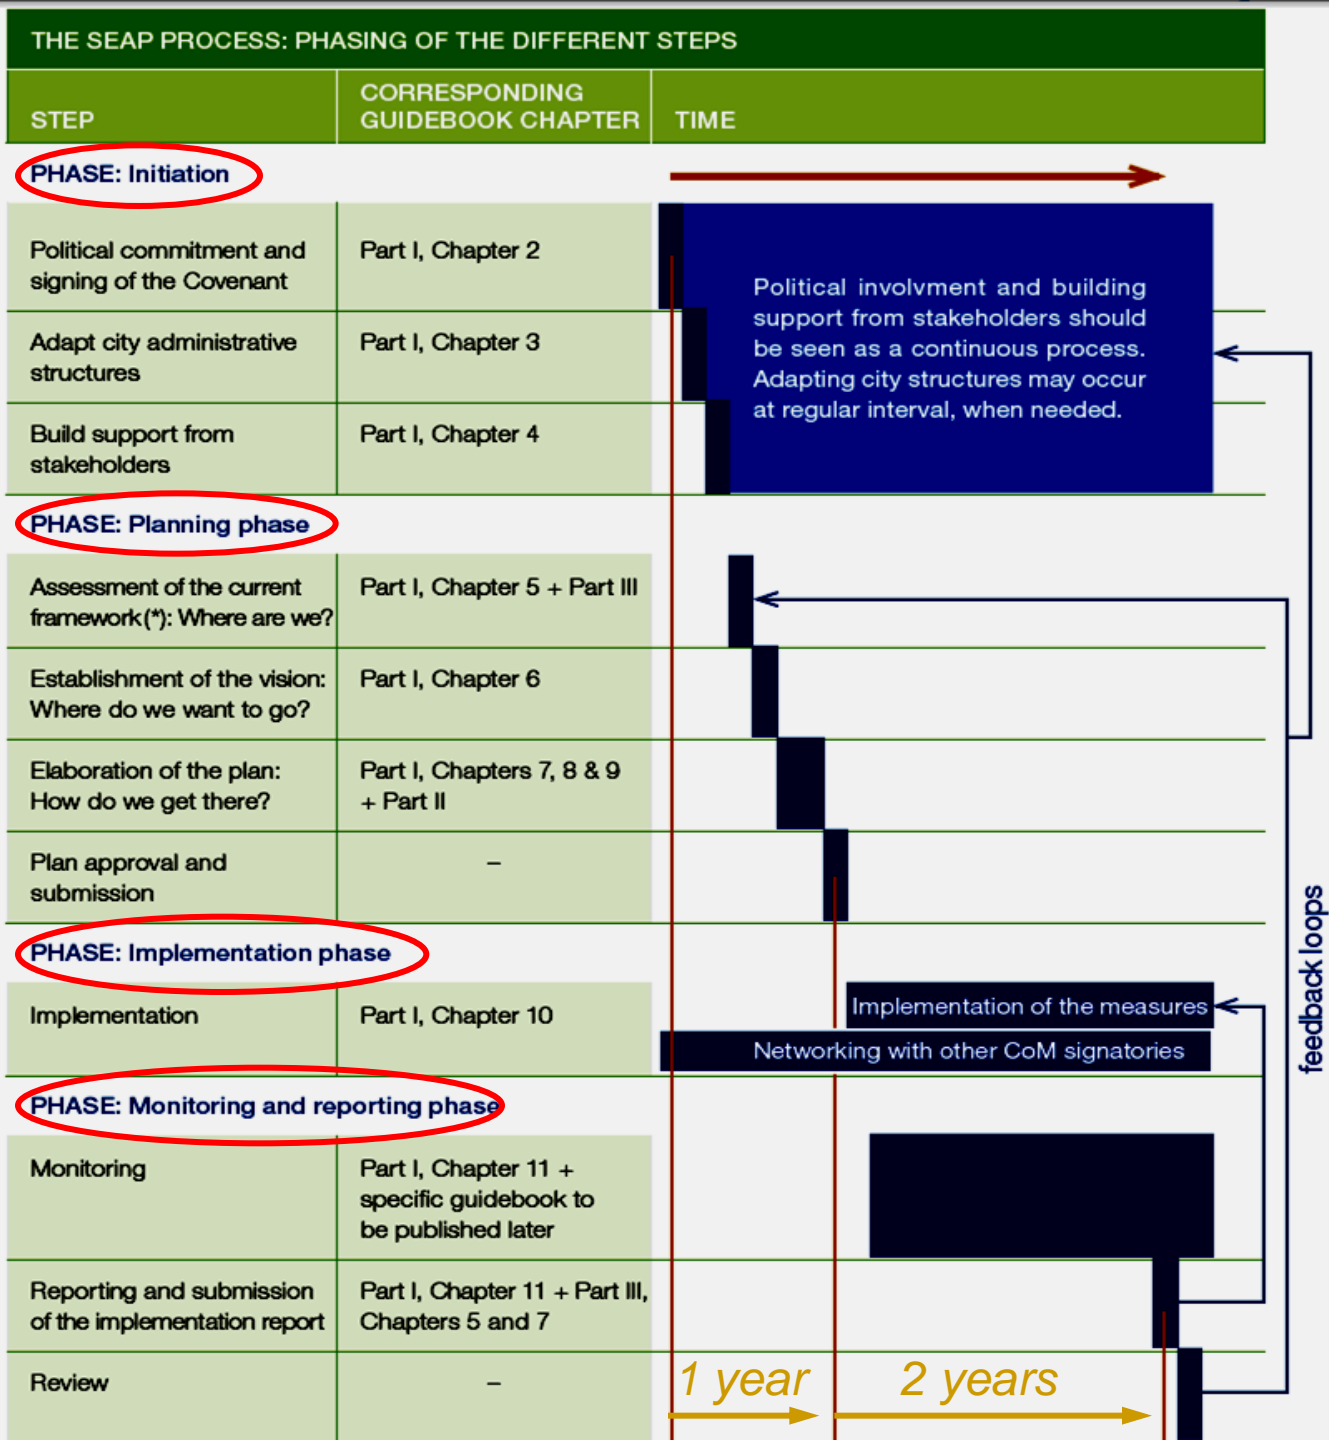 THE SEAP PROCESS: PHASING OF THE DIFFERENT STEPS
STEP
CORRESPONDING
GUIDEBOOK CHAPTER
TIME
PHASE: Initiation
Political commitment and
signing of the Covenant
Part I, Chapter 2
Political involvment and building
support from stakeholders should
be seen as a continuous process.
Adapting city structures may occur
at regular interval, when needed.
Adapt city administrative
structures
Part I, Chapter 3
Build support from
stakeholders
Part I, Chapter 4
PHASE: Planning phase
Assessment of the current
framework(*): Where are we?
Part I, Chapter 5 + Part III
Establishment of the vision:
Where do we want to go?
Part I, Chapter 6
Elaboration of the plan:
How do we get there?
Part I, Chapters 7, 8 & 9
+ Part II
Plan approval and
submission
–
PHASE: Implementation phase
Implementation
Part I, Chapter 10
Implementation of the measures
Networking with other CoM signatories
feedback loops
PHASE: Monitoring and reporting phase
Monitoring
Part I, Chapter 11 +
specific guidebook to
be published later
Reporting and submission
of the implementation report
Part I, Chapter 11 + Part III,
Chapters 5 and 7
Review
–
1 year
2 years